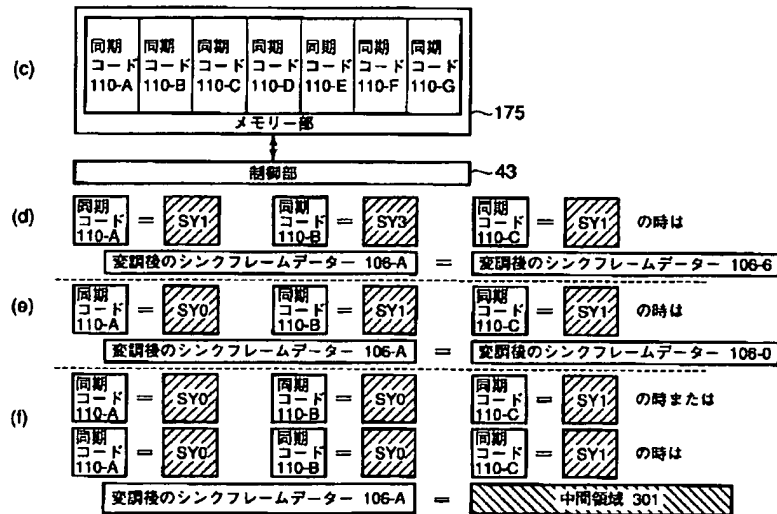 (c)
同期 同期 同期 同期 同期 同期 同期
コード コード コード コード コード コード コード
110-A 110-B 110-C 110-D 110-E 110-F 110-G
メモリー部
175
制御部
43
(d)
同期コード 110-A = SY1 同期コード 110-B = SY3 同期コード 110-C = SY1 の時は
変調後のシンクフレームデーター 106-A = 変調後のシンクフレームデーター 106-6
(e)
同期コード 110-A = SY0 同期コード 110-B = SY1 同期コード 110-C = SY1 の時は
変調後のシンクフレームデーター 106-A = 変調後のシンクフレームデーター 106-0
(f)
同期コード 110-A = SY0 同期コード 110-B = SY0 同期コード 110-C = SY1 の時または
同期コード 110-A = SY0 同期コード 110-B = SY0 同期コード 110-C = SY1 の時は
変調後のシンクフレームデーター 106-A = 中間領域 301